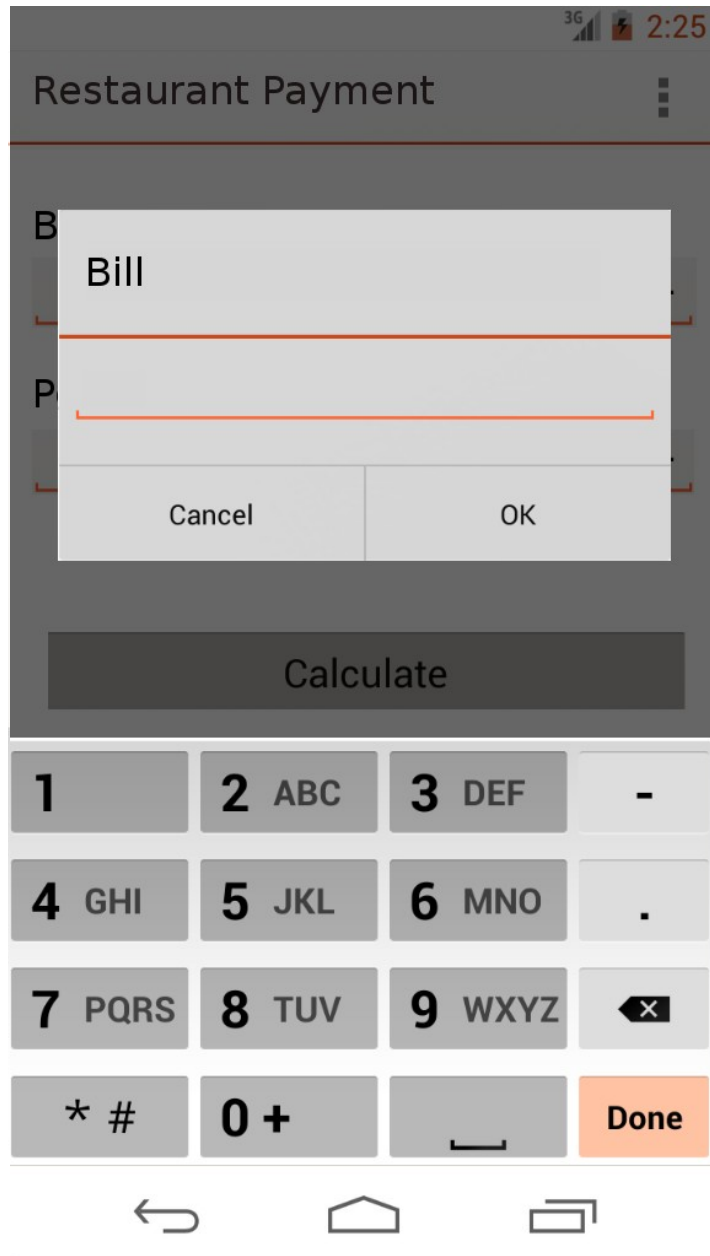 3G 2:25
Restaurant Payment
B
Bill
P
Cancel OK
Calculate
1 2 ABC 3 DEF -
4 GHI 5 JKL 6 MNO .
7 PQRS 8 TUV 9 WXYZ
* # 0 + Done